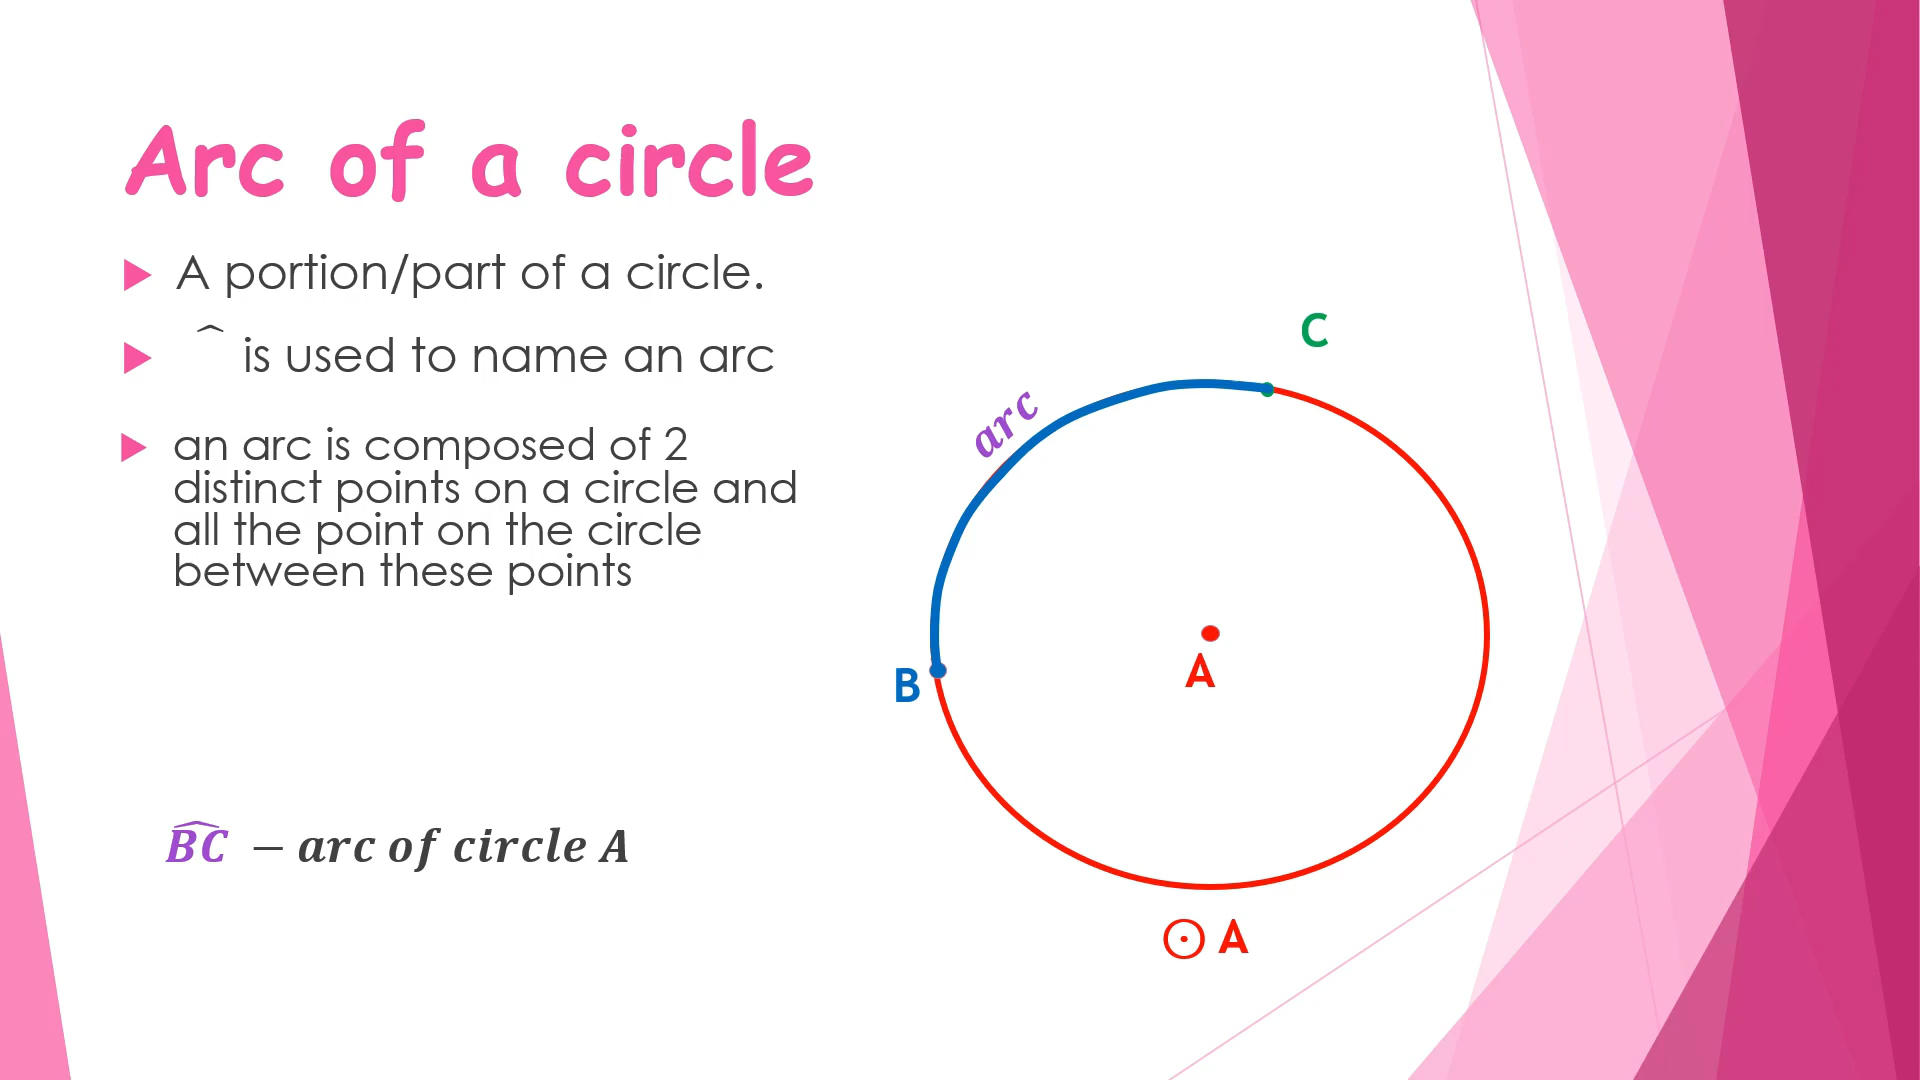 Arc of a circle
A portion/part of a circle.
⌢ is used to name an arc
an arc is composed of 2
distinct points on a circle and
all the point on the circle
between these points
B͡C – arc of circle A
C
arc
A
B
⊙ A